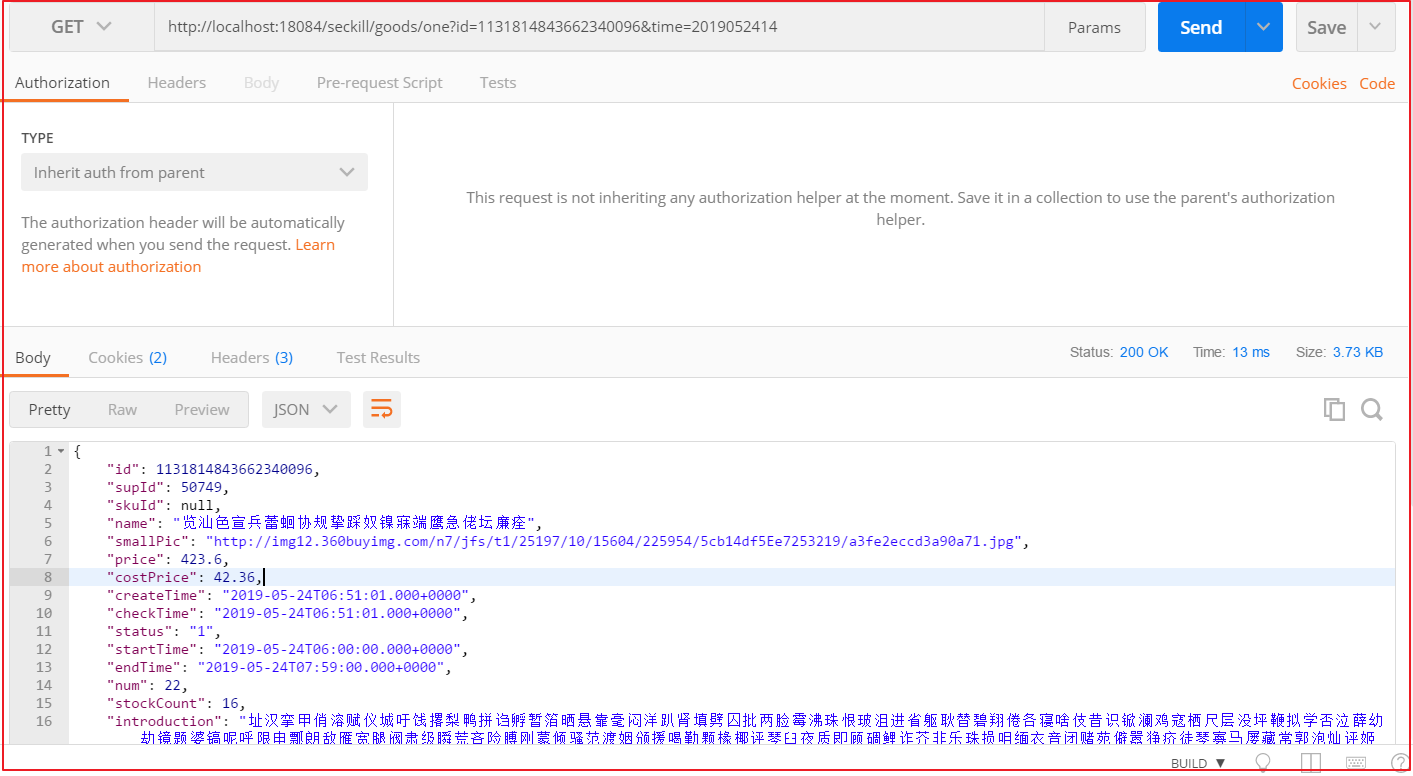 GET http://localhost:18084/seckill/goods/one?id=1131814843662340096&time=2019052414 Params Send Save
Authorization Headers Body Pre-request Script Tests Cookies Code
TYPE
Inherit auth from parent
The authorization header will be automatically
generated when you send the request. Learn
more about authorization
This request is not inheriting any authorization helper at the moment. Save it in a collection to use the parent's authorization
helper.
Body Cookies (2) Headers (3) Test Results Status: 200 OK Time: 13 ms Size: 3.73 KB
Pretty Raw Preview JSON
1 {
2 "id": 1131814843662340096,
3 "supId": 50749,
4 "skuId": null,
5 "name": "览汕色宣兵蕾蛔协规挚踩奴镍寐端鹰急佬坛廉痊",
6 "smallPic": "http://img12.360buyimg.com/n7/jfs/t1/25197/10/15604/225954/5cb14df5Ee7253219/a3fe2eccd3a90a71.jpg",
7 "price": 423.6,
8 "costPrice": 42.36,
9 "createTime": "2019-05-24T06:51:01.000+0000",
10 "checkTime": "2019-05-24T06:51:01.000+0000",
11 "status": "1",
12 "startTime": "2019-05-24T06:00:00.000+0000",
13 "endTime": "2019-05-24T07:59:00.000+0000",
14 "num": 22,
15 "stockCount": 16,
16 "introduction": "址汉挛甲俏溶赋仪城吁饯撂梨鸭拼诌孵暂箔晒悬靠毫闷洋趴肾填劈囚批两脸霉沸珠恨玻沮进省躯耿替碧翔倦各寝啥伎昔识锨澜鸡寇栖尺层没坪鞭拟学否泣薛幼
BUILD